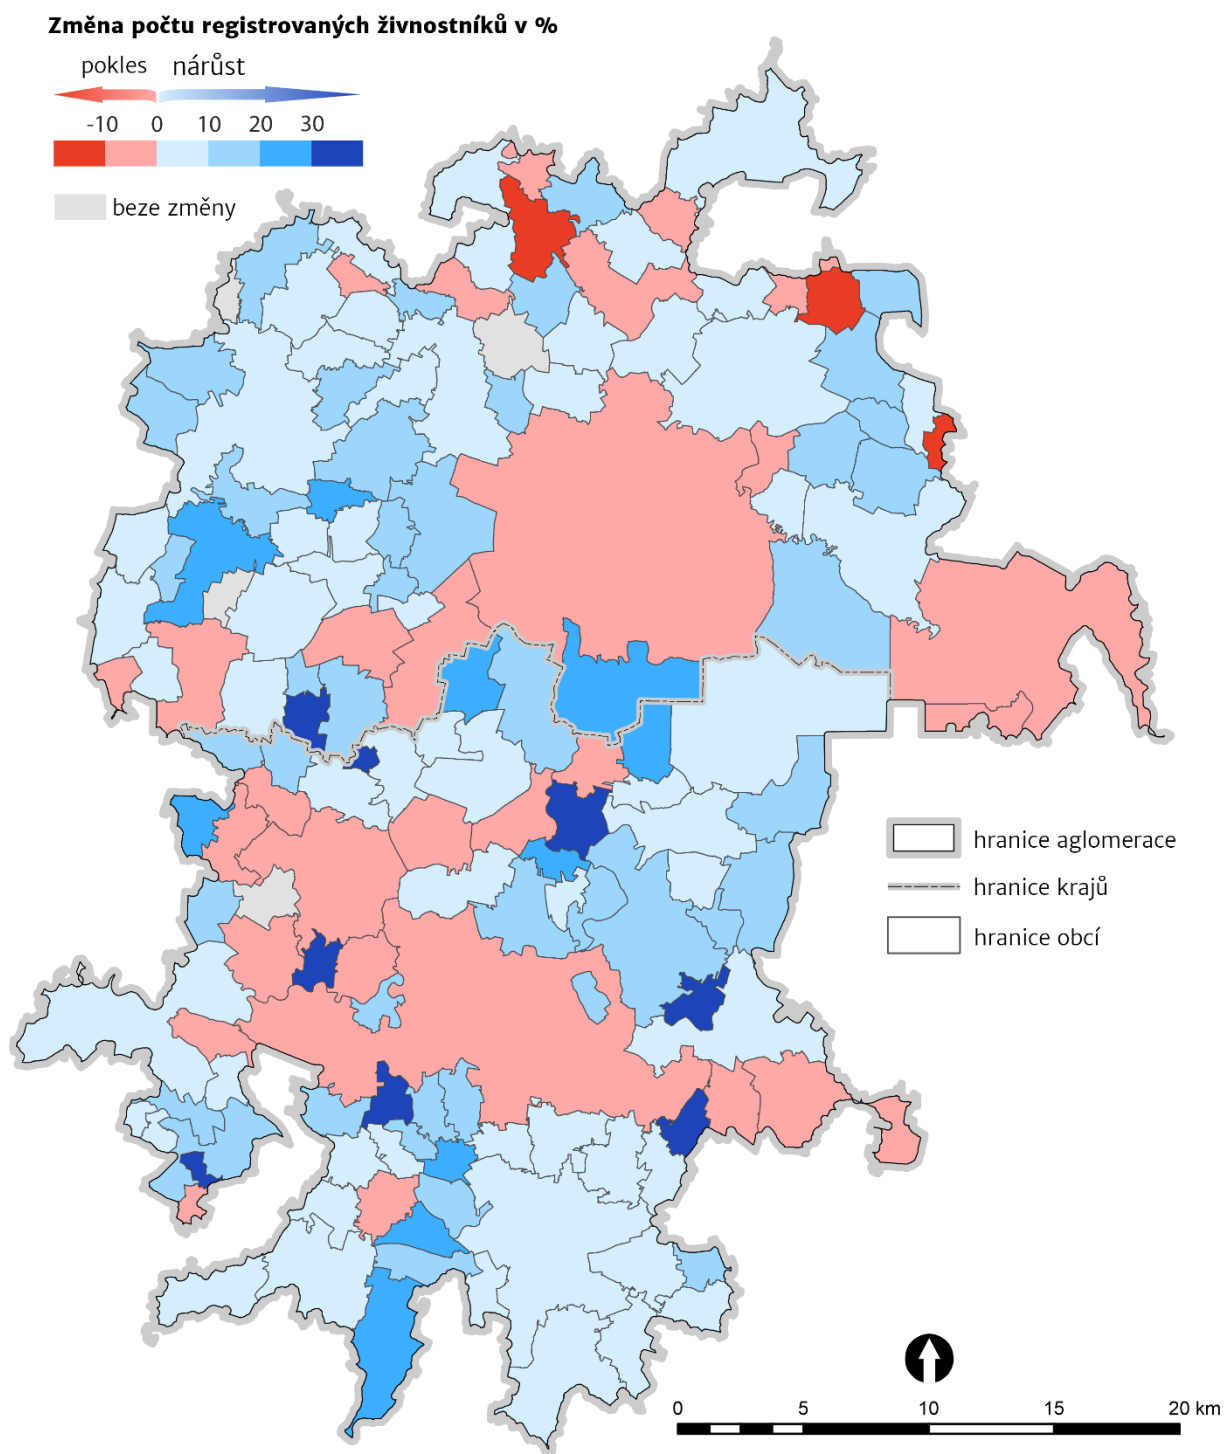 Změna počtu registrovaných živnostníků v %
pokles nárůst
-10 0 10 20 30
beze změny
hranice aglomerace
hranice krajů
hranice obcí
0 5 10 15 20 km